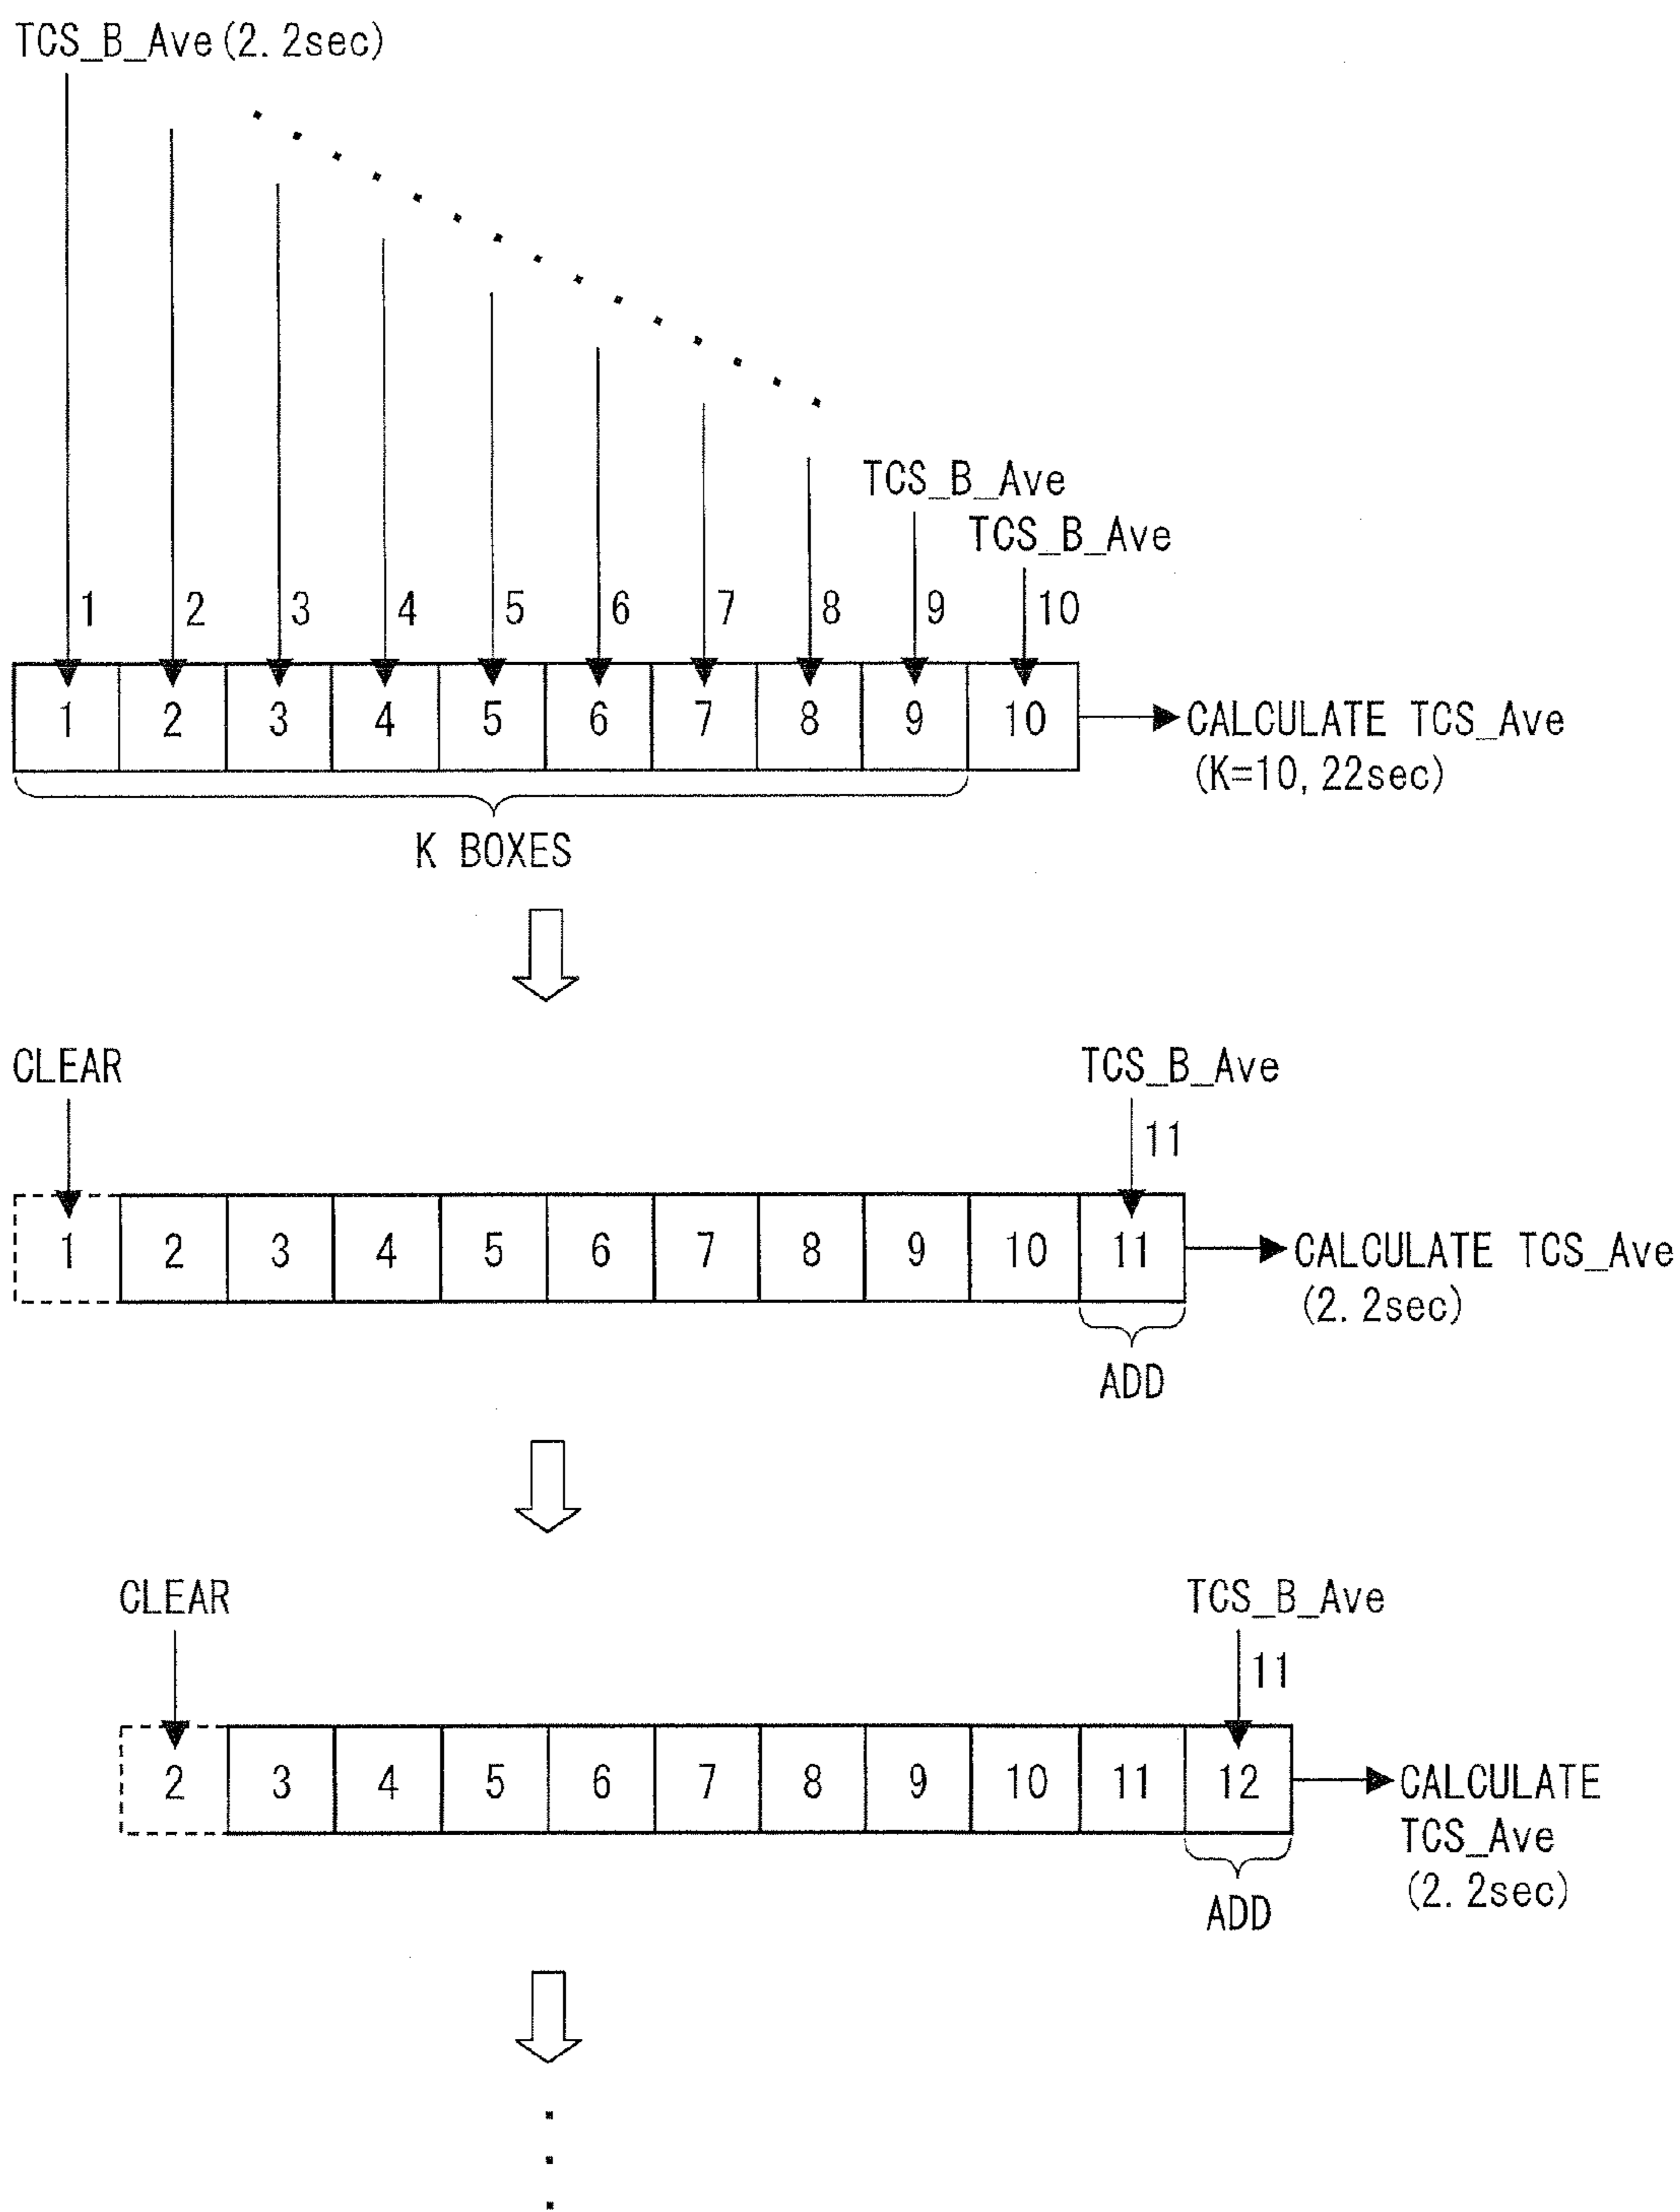 TCS_B_Ave(2.2sec)
TCS_B_Ave
TCS_B_Ave
1 2 3 4 5 6 7 8 9 10
1 2 3 4 5 6 7 8 9 10
CALCULATE TCS_Ave
(K=10, 22sec)
K BOXES
CLEAR
TCS_B_Ave
11
1 2 3 4 5 6 7 8 9 10 11
CALCULATE TCS_Ave
(2.2sec)
ADD
CLEAR
TCS_B_Ave
11
2 3 4 5 6 7 8 9 10 11 12
CALCULATE
TCS_Ave
(2.2sec)
ADD